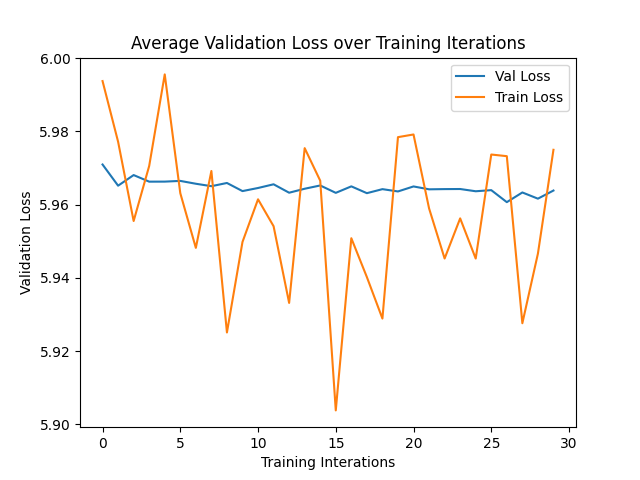 Average Validation Loss over Training Iterations
6.00
5.98
5.96
5.94
5.92
5.90
Validation Loss
Val Loss
Train Loss
0 5 10 15 20 25 30
Training Interations